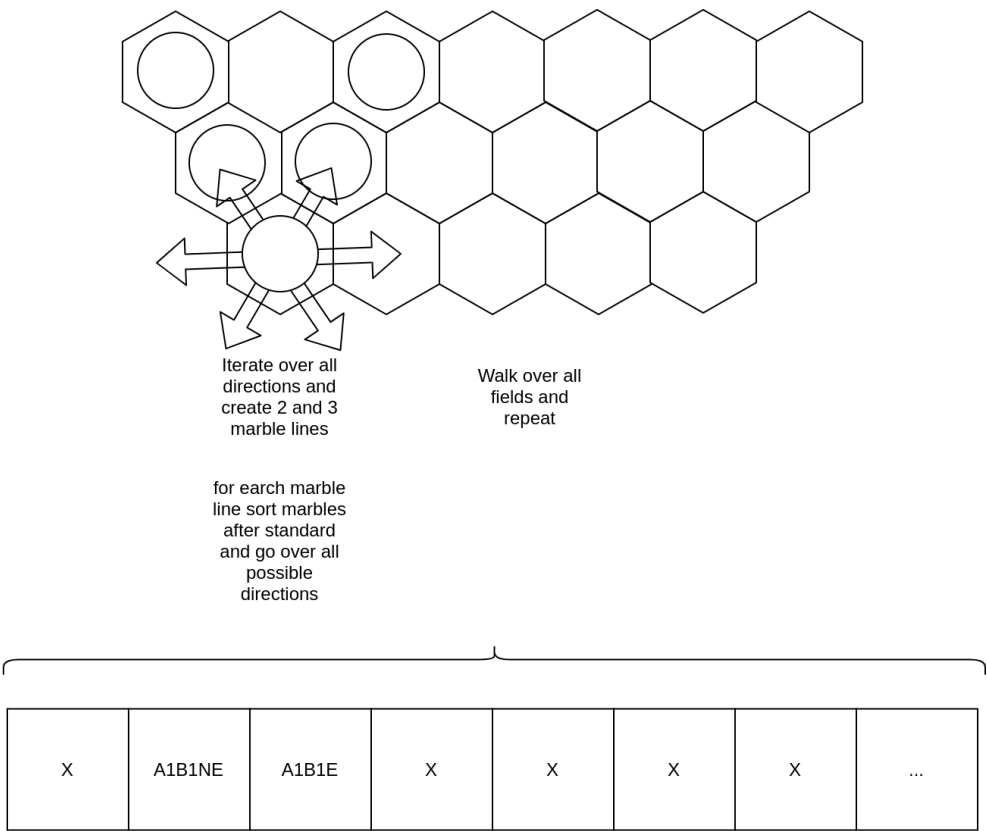 Iterate over all
directions and
create 2 and 3
marble lines
Walk over all
fields and
repeat
for earch marble
line sort marbles
after standard
and go over all
possible
directions
X A1B1NE A1B1E X X X X ...